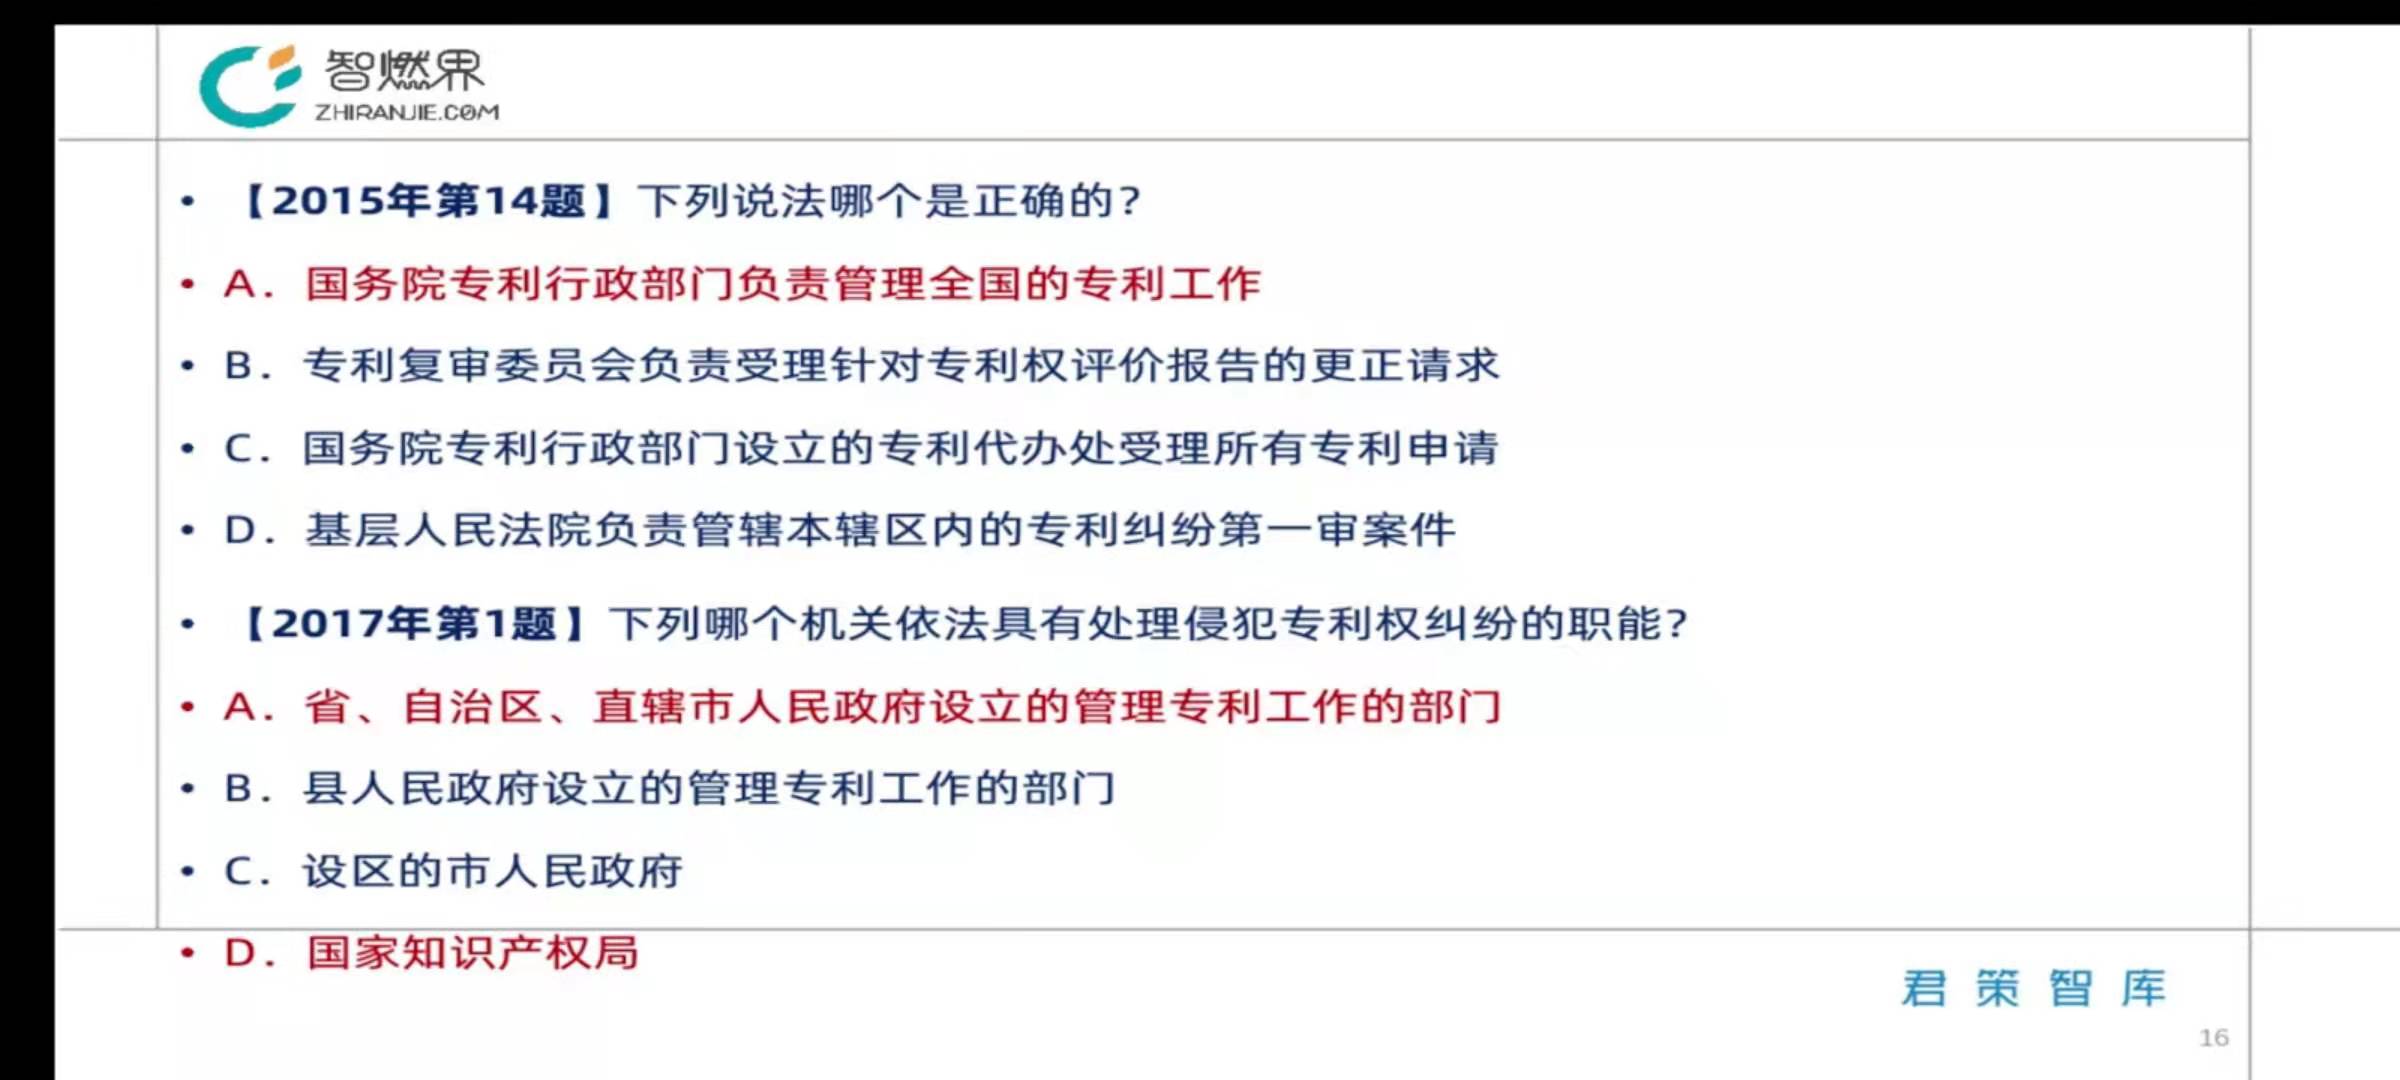 智燃界
ZHIRANJIE.COM
• 【2015年第14题】下列说法哪个是正确的？
• A. 国务院专利行政部门负责管理全国的专利工作
• B. 专利复审委员会负责受理针对专利权评价报告的更正请求
• C. 国务院专利行政部门设立的专利代办处受理所有专利申请
• D. 基层人民法院负责管辖本辖区内的专利纠纷第一审案件
• 【2017年第1题】下列哪个机关依法具有处理侵犯专利权纠纷的职能？
• A. 省、自治区、直辖市人民政府设立的管理专利工作的部门
• B. 县人民政府设立的管理专利工作的部门
• C. 设区的市人民政府
• D. 国家知识产权局
君策智库
16